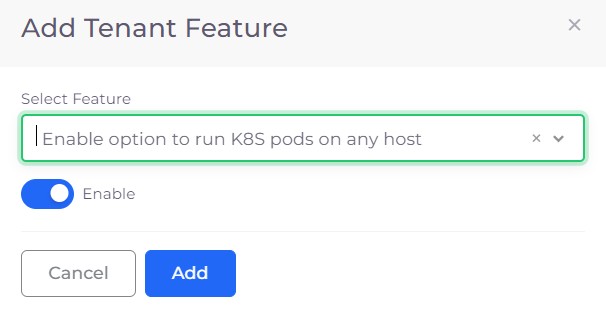 Add Tenant Feature
Select Feature
Enable option to run K8S pods on any host
Enable
Cancel
Add